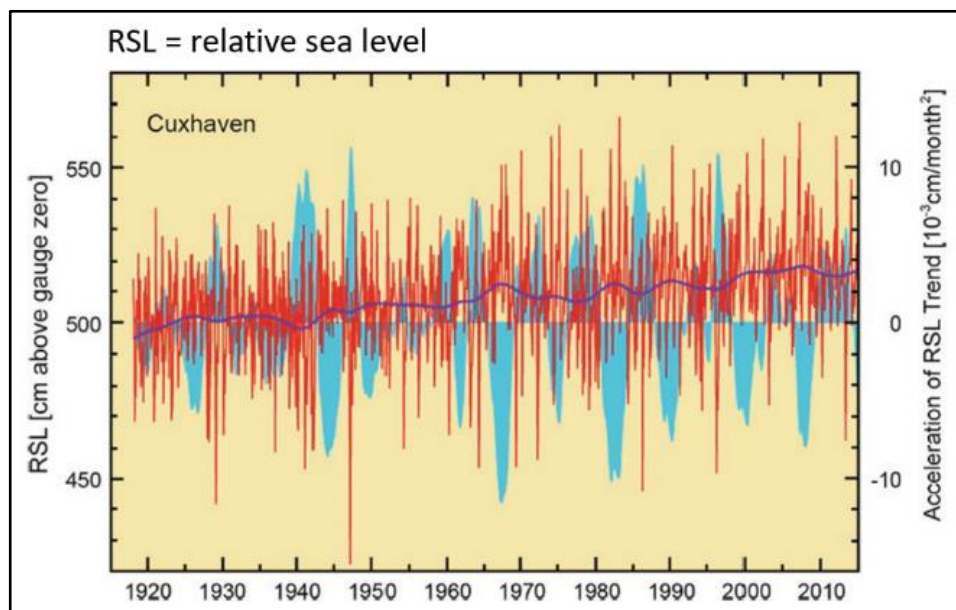 RSL = relative sea level
Cuxhaven
550
500
450
RSL [cm above gauge zero]
10
0
-10
Acceleration of RSL Trend [10⁻³cm/month²]
1920 1930 1940 1950 1960 1970 1980 1990 2000 2010